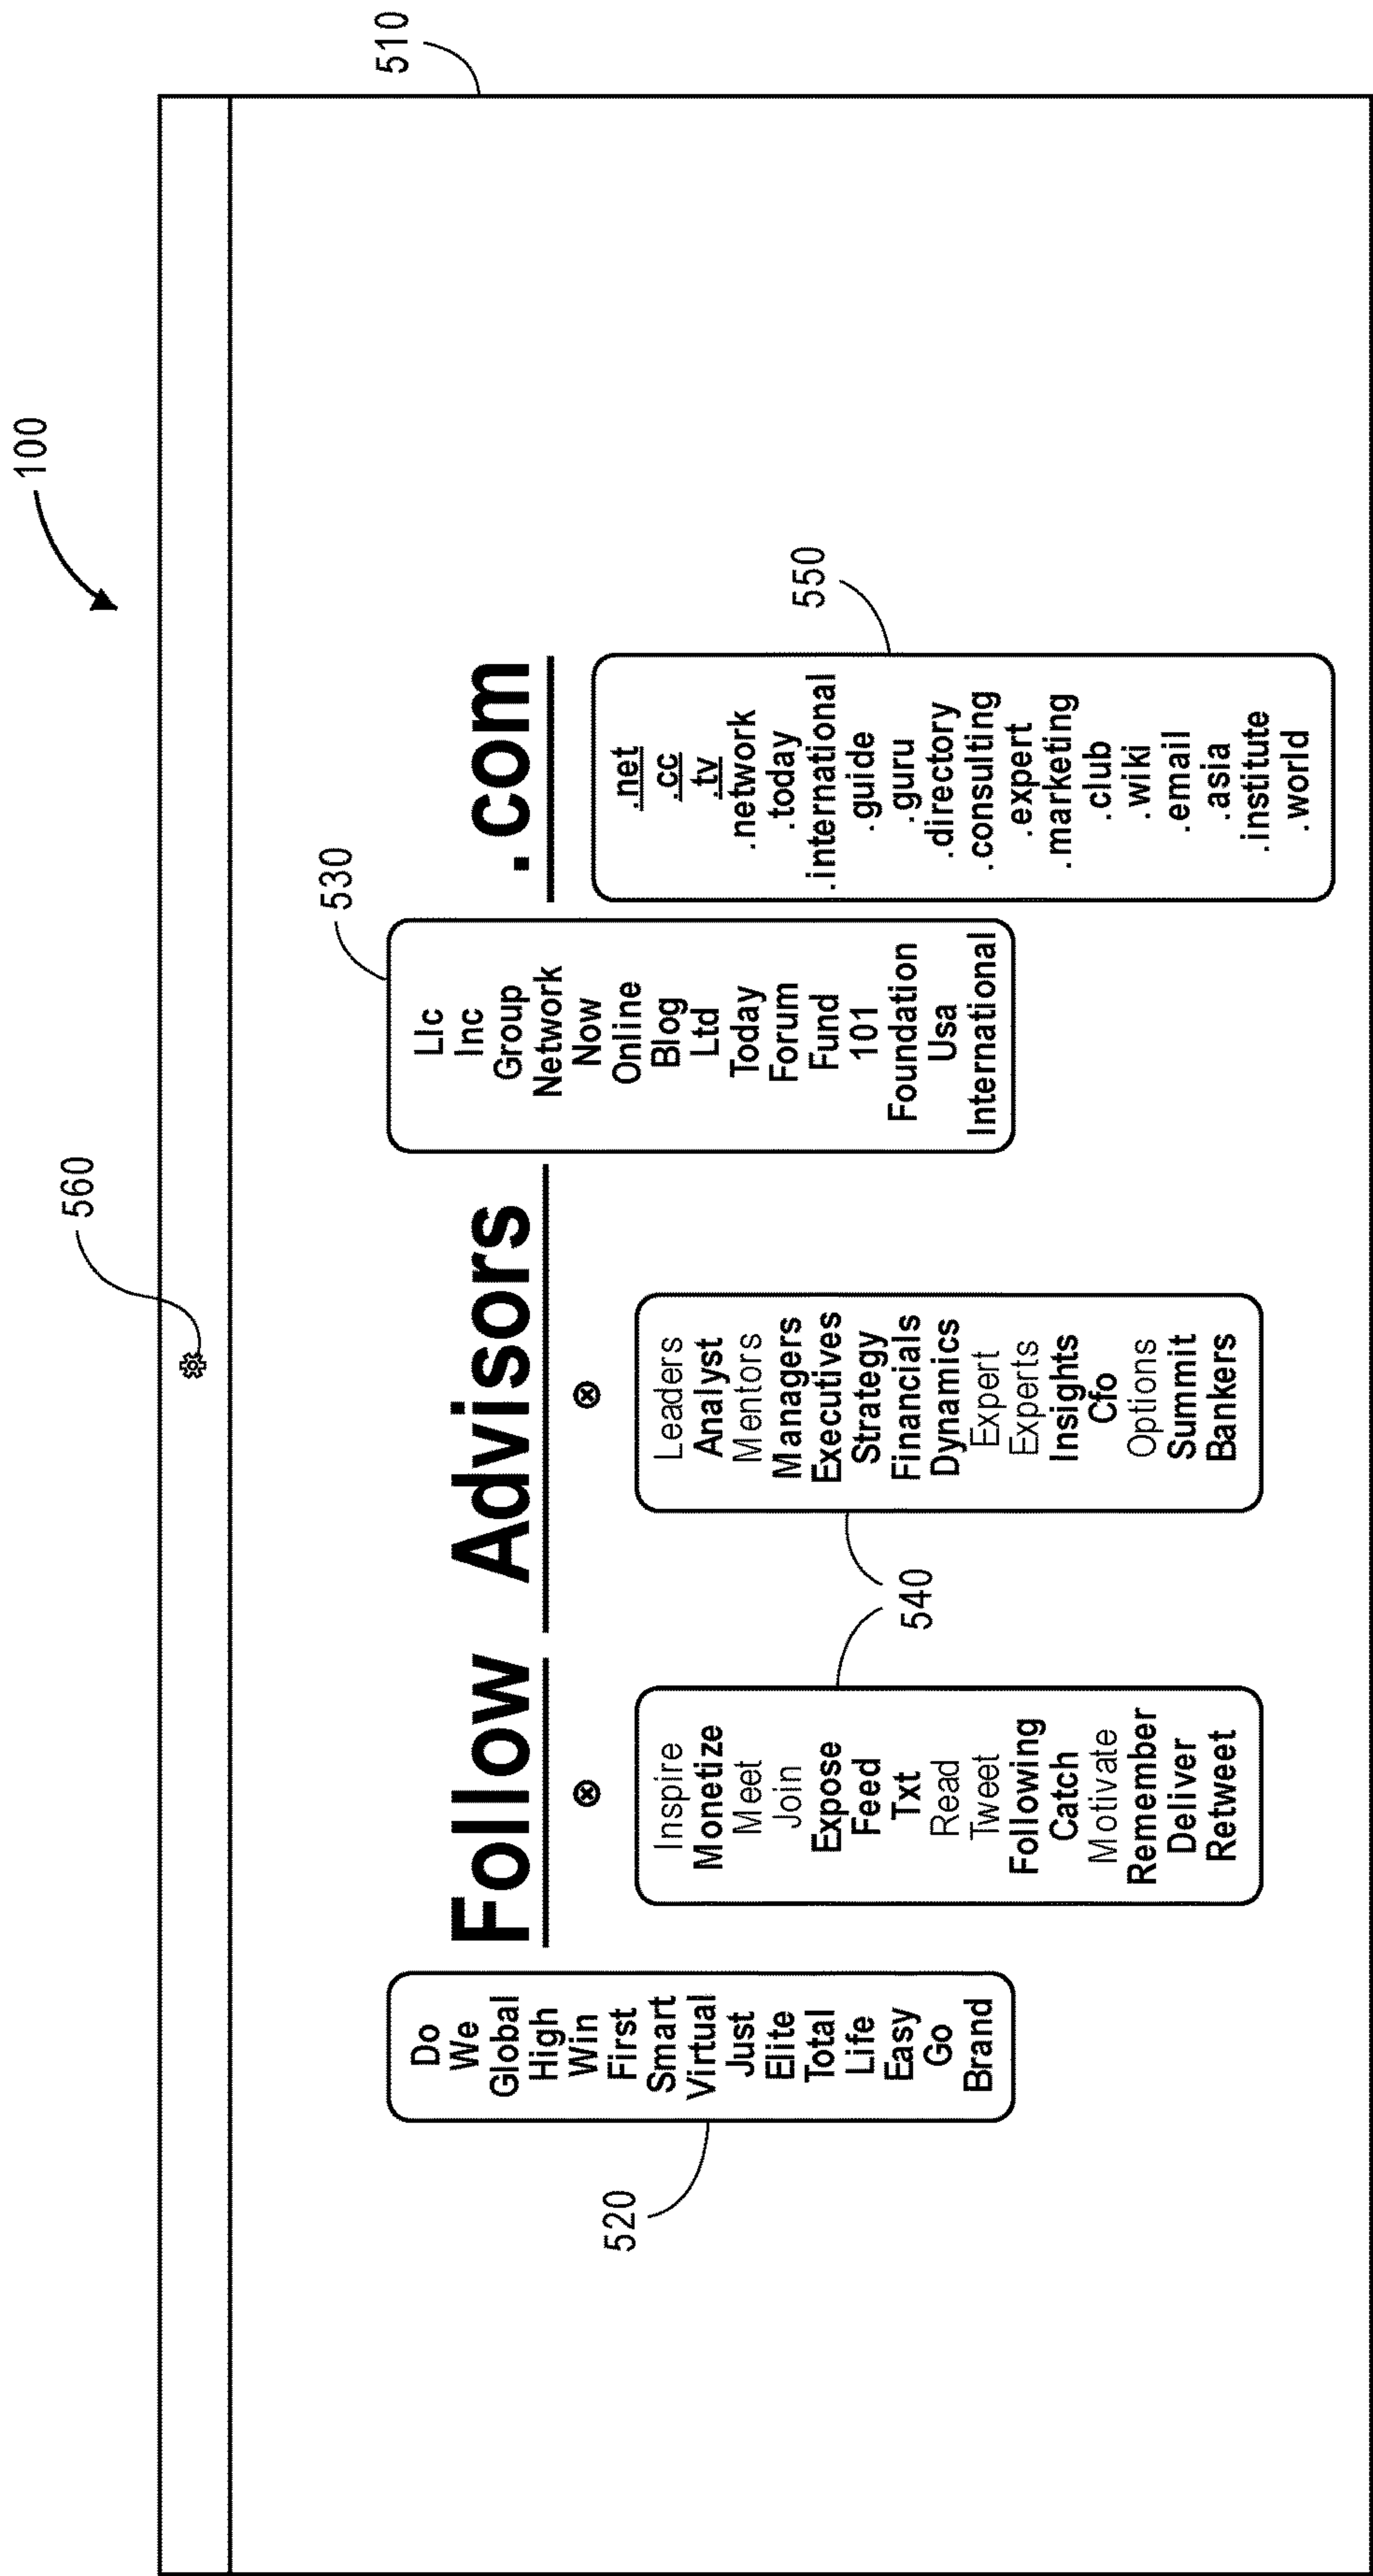 100
560
510
530
520
Do
We
Global
High
Win
First
Smart
Virtual
Just
Elite
Total
Life
Easy
Go
Brand
Follow Advisors .com
Llc
Inc
Group
Network
Now
Online
Blog
Ltd
Today
Forum
Fund
101
Foundation
Usa
International
Inspire
Monetize
Meet
Join
Expose
Feed
Txt
Read
Tweet
Following
Catch
Motivate
Remember
Deliver
Retweet
540
Leaders
Analyst
Mentors
Managers
Executives
Strategy
Financials
Dynamics
Expert
Experts
Insights
Cfo
Options
Summit
Bankers
550
.net
.cc
.tv
.network
.today
.international
.guide
.guru
.directory
.consulting
.expert
.marketing
.club
.wiki
.email
.asia
.institute
.world